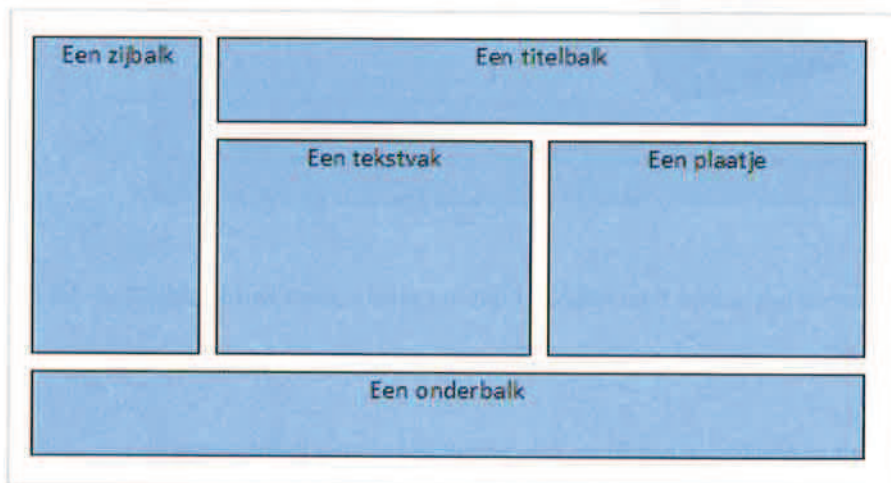 Een zijbalk
Een titelbalk
Een tekstvak
Een plaatje
Een onderbalk